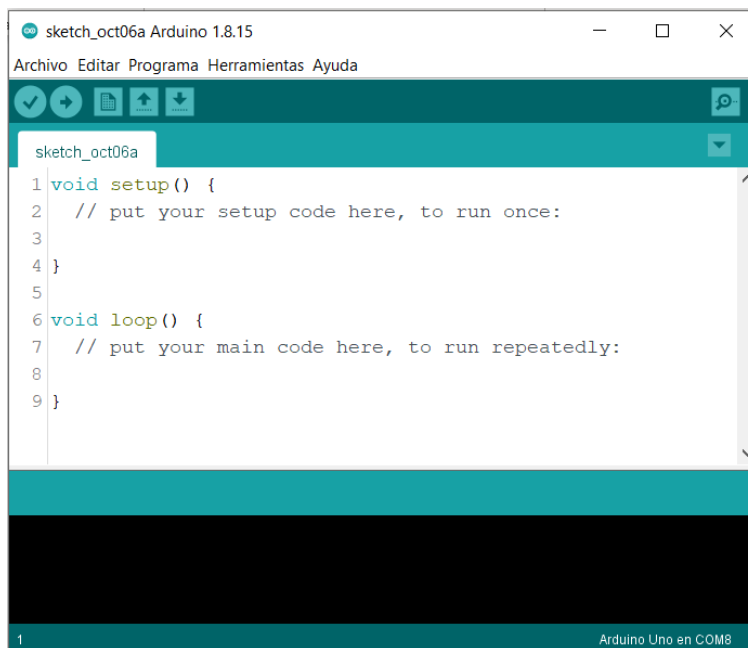 sketch_oct06a Arduino 1.8.15
Archivo Editar Programa Herramientas Ayuda
sketch_oct06a
1 void setup() {
2 // put your setup code here, to run once:
3
4 }
5
6 void loop() {
7 // put your main code here, to run repeatedly:
8
9 }
1 Arduino Uno en COM8